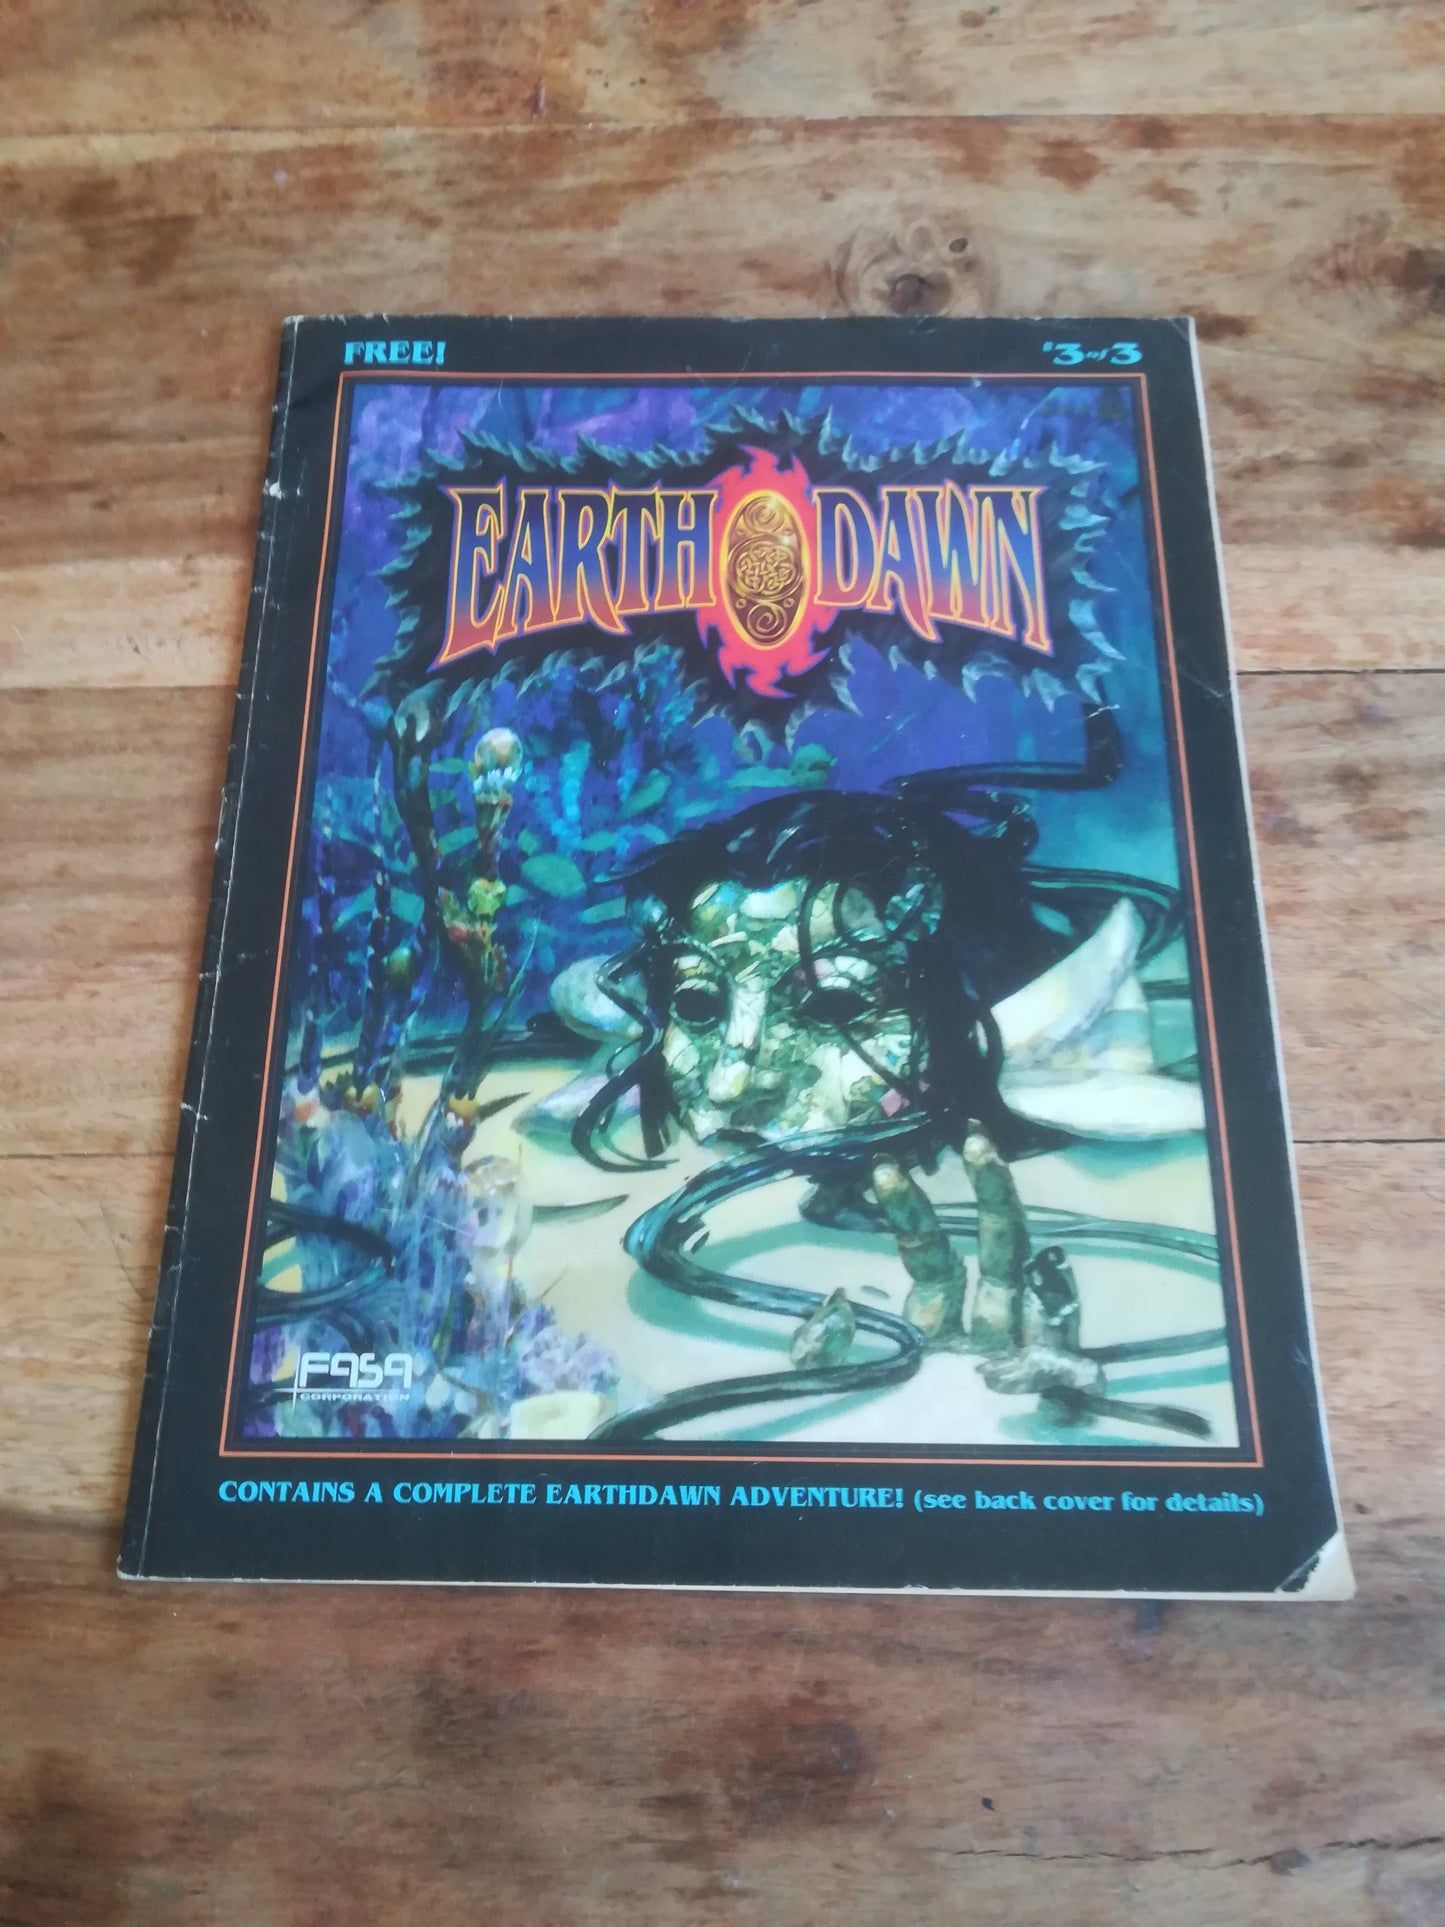 FREE!
#3 of 3
EARTHDAWN
FASA
CORPORATION
CONTAINS A COMPLETE EARTHDAWN ADVENTURE! (see back cover for details)